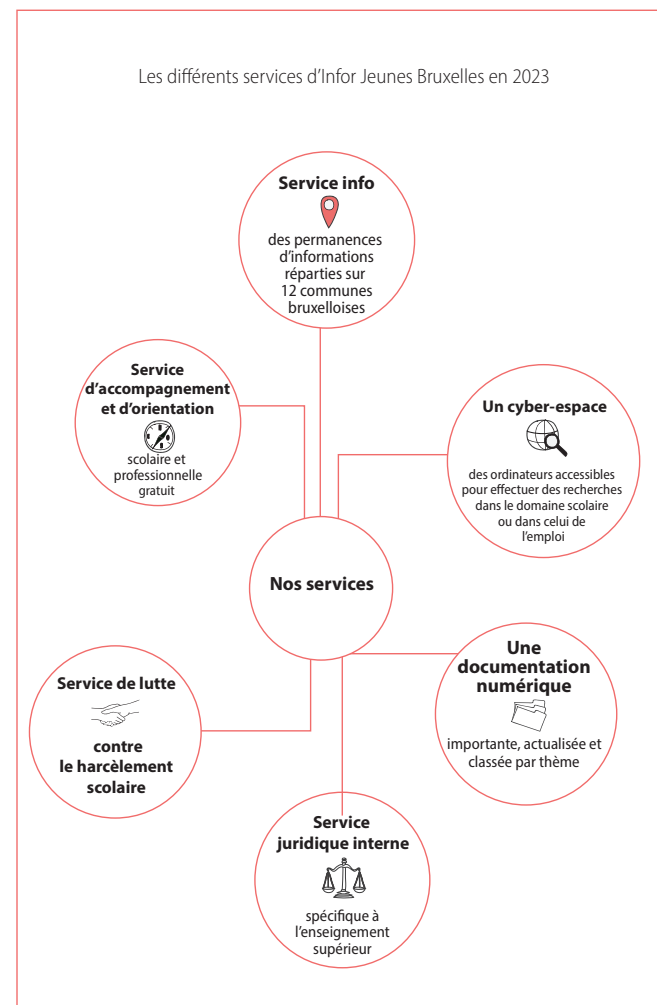 Les différents services d'Infor Jeunes Bruxelles en 2023
Service info
des permanences
d'informations
réparties sur
12 communes
bruxelloises
Service
d'accompagnement
et d'orientation
scolaire et
professionnelle
gratuit
Un cyber-espace
des ordinateurs accessibles
pour effectuer des recherches
dans le domaine scolaire
ou dans celui de
l'emploi
Nos services
Service de lutte
contre
le harcèlement
scolaire
Une
documentation
numérique
importante, actualisée et
classée par thème
Service
juridique interne
spécifique à
l'enseignement
supérieur